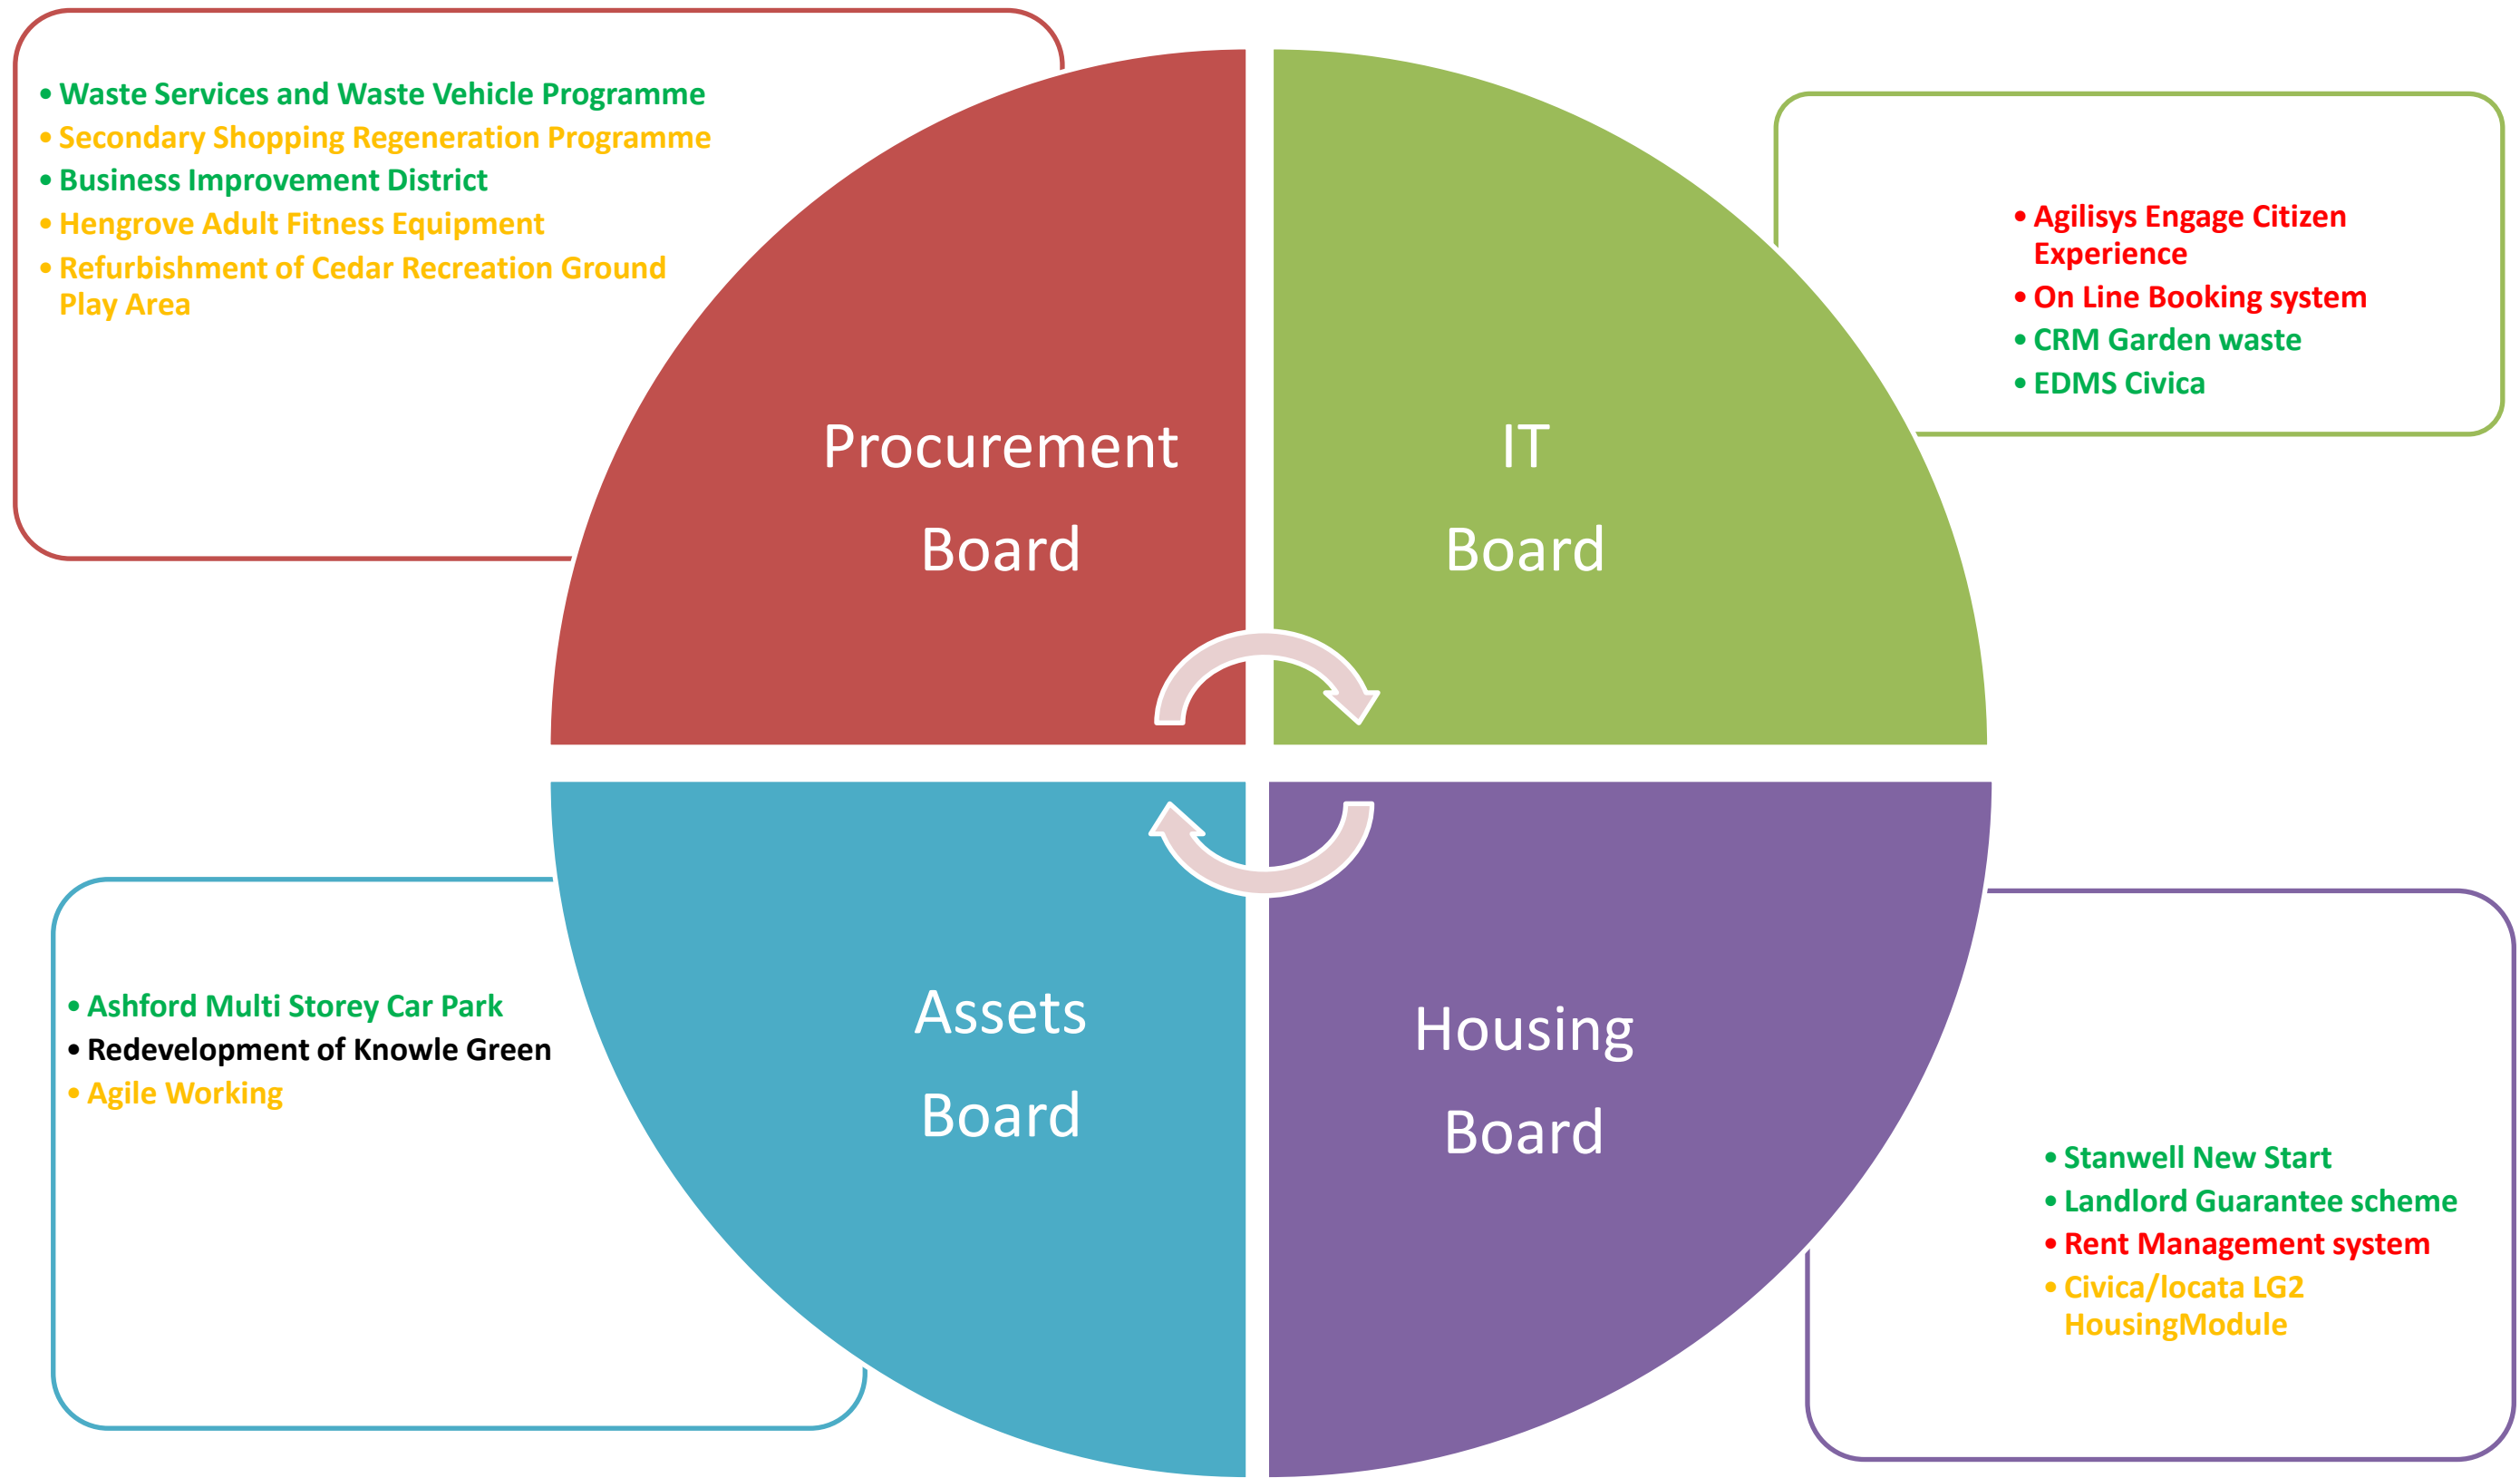 • Waste Services and Waste Vehicle Programme
• Secondary Shopping Regeneration Programme
• Business Improvement District
• Hengrove Adult Fitness Equipment
• Refurbishment of Cedar Recreation Ground
Play Area
Procurement
Board
IT
Board
• Agilisys Engage Citizen
Experience
• On Line Booking system
• CRM Garden waste
• EDMS Civica
• Ashford Multi Storey Car Park
• Redevelopment of Knowle Green
• Agile Working
Assets
Board
Housing
Board
• Stanwell New Start
• Landlord Guarantee scheme
• Rent Management system
• Civica/locata LG2
HousingModule